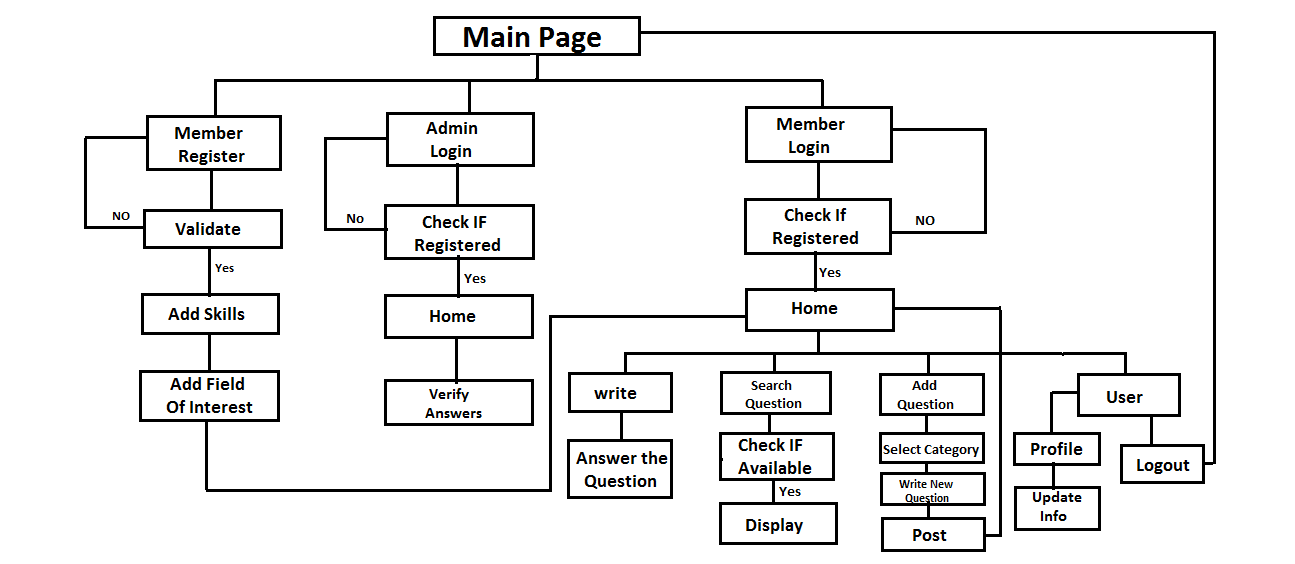 Main Page
Member
Register
Admin
Login
Member
Login
NO
Validate
Yes
Add Skills
Add Field
Of Interest
No
Check IF
Registered
Yes
Home
Verify
Answers
Check If
Registered
NO
Yes
Home
write
Answer the
Question
Search
Question
Check IF
Available
Yes
Display
Add
Question
Select Category
Write New
Question
Post
User
Profile
Update
Info
Logout